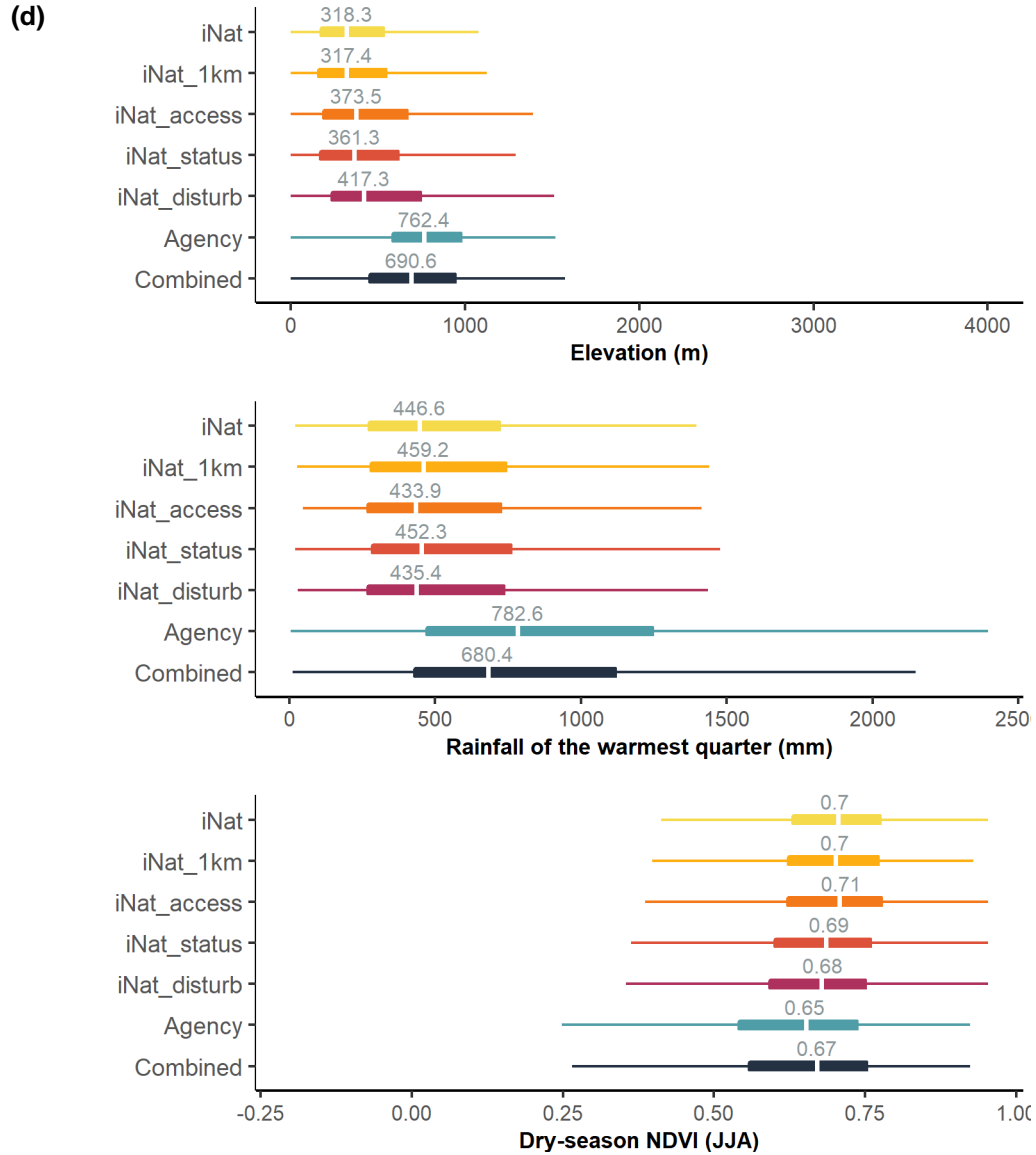 (d)
318.3
iNat
317.4
iNat_1km
373.5
iNat_access
361.3
iNat_status
417.3
iNat_disturb
762.4
Agency
690.6
Combined
0 1000 2000 3000 4000
Elevation (m)
446.6
iNat
459.2
iNat_1km
433.9
iNat_access
452.3
iNat_status
435.4
iNat_disturb
782.6
Agency
680.4
Combined
0 500 1000 1500 2000 2500
Rainfall of the warmest quarter (mm)
0.7
iNat
0.7
iNat_1km
0.71
iNat_access
0.69
iNat_status
0.68
iNat_disturb
0.65
Agency
0.67
Combined
-0.25 0.00 0.25 0.50 0.75 1.00
Dry-season NDVI (JJA)